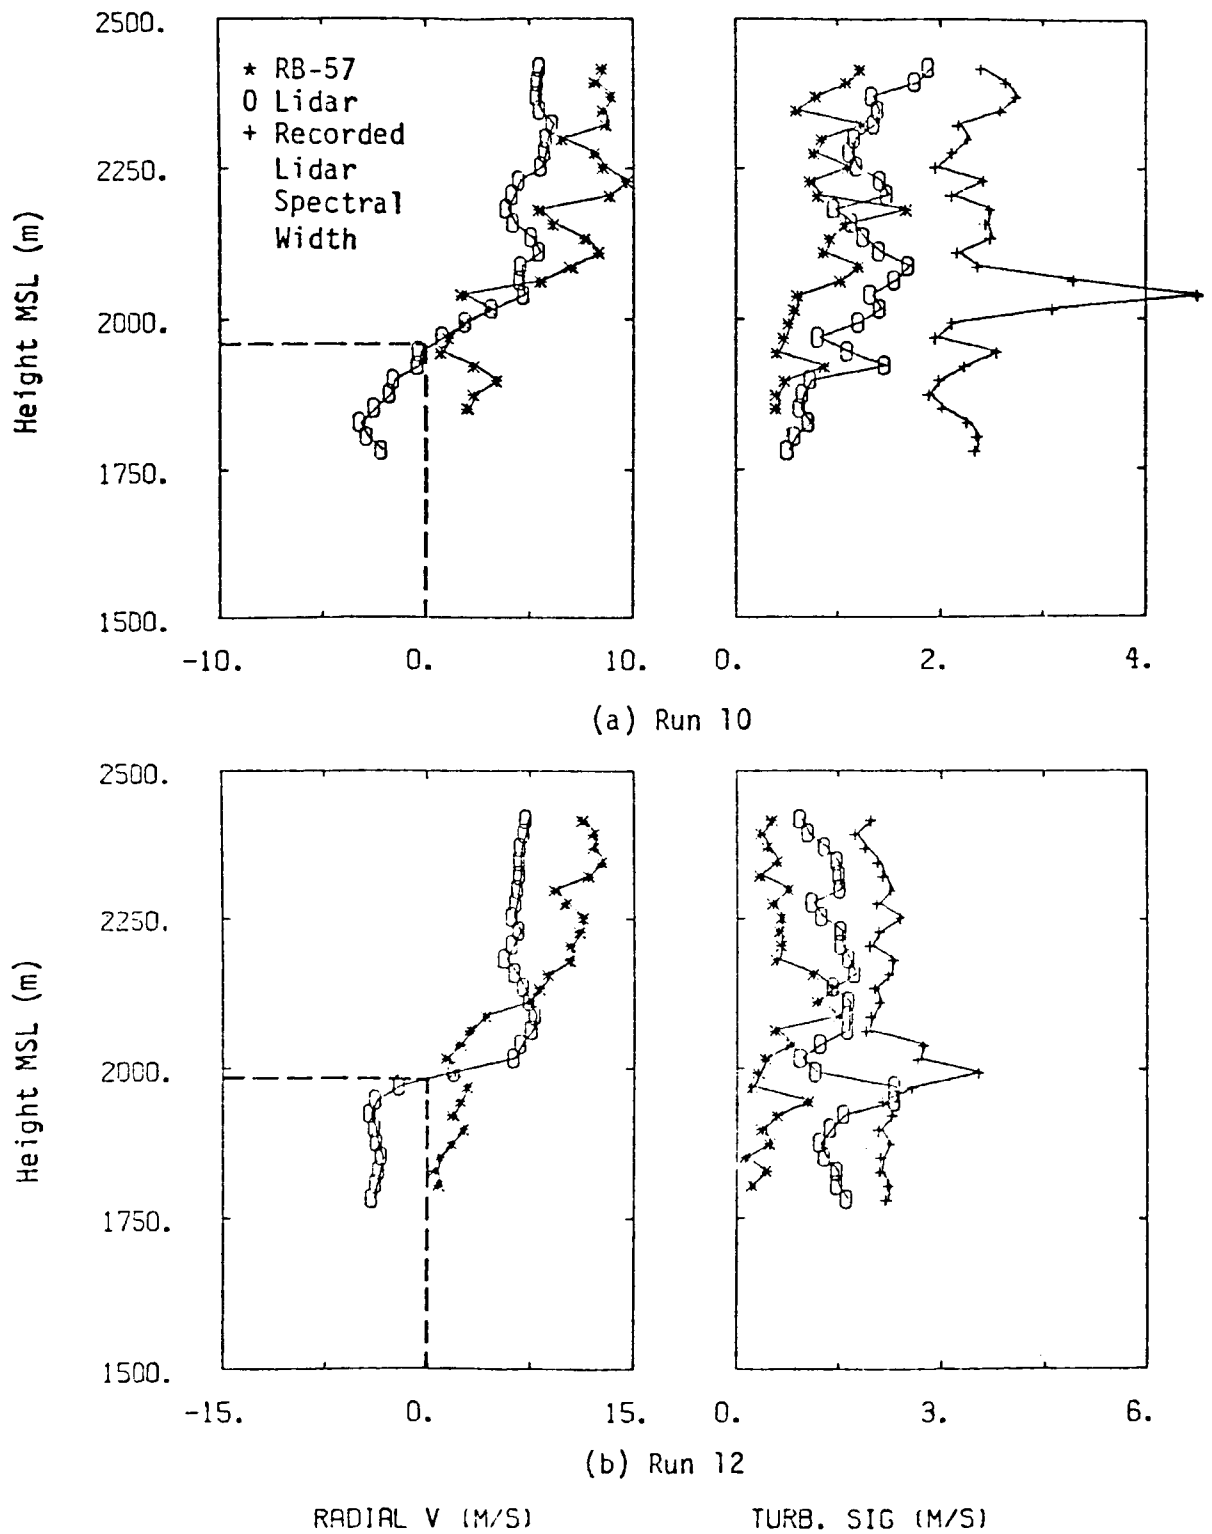 2500.
* RB-57
O Lidar
+ Recorded
Lidar
Spectral
Width
2250.
2000.
1750.
1500.
Height MSL (m)
-10. 0. 10. 0. 2. 4.
(a) Run 10
2500.
2250.
2000.
1750.
1500.
Height MSL (m)
-15. 0. 15. 0. 3. 6.
(b) Run 12
RADIAL V (M/S) TURB. SIG (M/S)